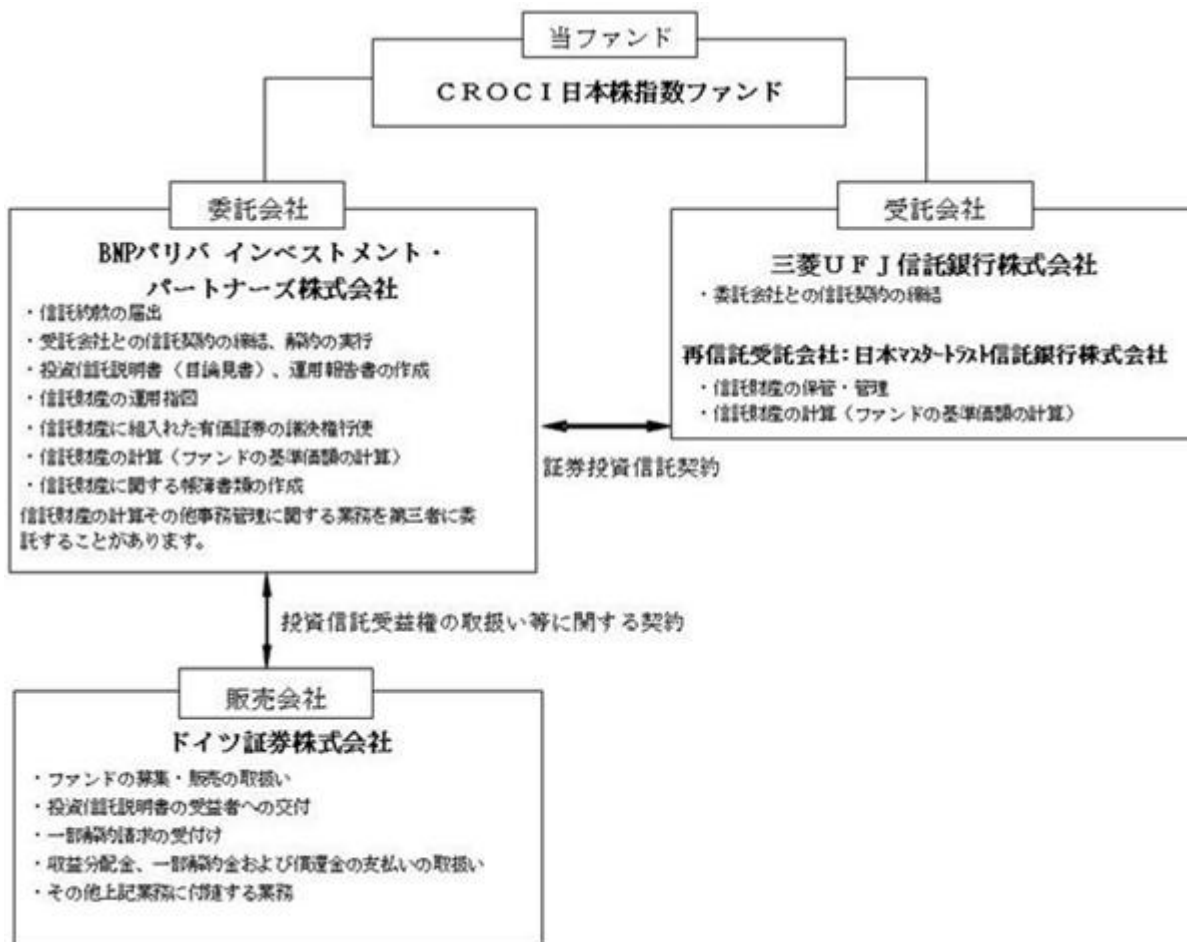 当ファンド
CROCI日本株指数ファンド
委託会社
BNPパリバ インベストメント・
パートナーズ株式会社
・信託約款の届出
・受託会社との信託契約の締結、解約の実行
・投資信託説明書(目論見書)、運用報告書の作成
・信託財産の運用指図
・信託財産に組入れた有価証券の議決権行使
・信託財産の計算(ファンドの基準価額の計算)
・信託財産に関する帳簿書類の作成
信託財産の計算その他事務管理に関する業務を第三者に委
託することがあります。
受託会社
三菱UFJ信託銀行株式会社
・委託会社との信託契約の締結
再信託受託会社:日本マスタートラスト信託銀行株式会社
・信託財産の保管・管理
・信託財産の計算(ファンドの基準価額の計算)
証券投資信託契約
投資信託受益権の取扱い等に関する契約
販売会社
ドイツ証券株式会社
・ファンドの募集・販売の取扱い
・投資信託説明書の受益者への交付
・一部解約請求の受付け
・収益分配金、一部解約金および償還金の支払いの取扱い
・その他上記業務に付随する業務